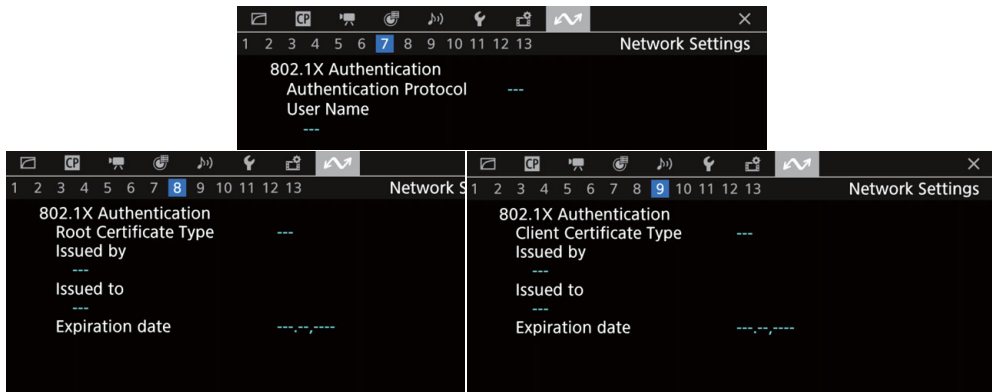 CP
1 2 3 4 5 6 7 8 9 10 11 12 13 Network Settings
802.1X Authentication
Authentication Protocol ---
User Name
---
CP
1 2 3 4 5 6 7 8 9 10 11 12 13 Network S
802.1X Authentication
Root Certificate Type ---
Issued by
---
Issued to
---
Expiration date ---.--,----
CP
1 2 3 4 5 6 7 8 9 10 11 12 13 Network Settings
802.1X Authentication
Client Certificate Type ---
Issued by
---
Issued to
---
Expiration date ---.--,----